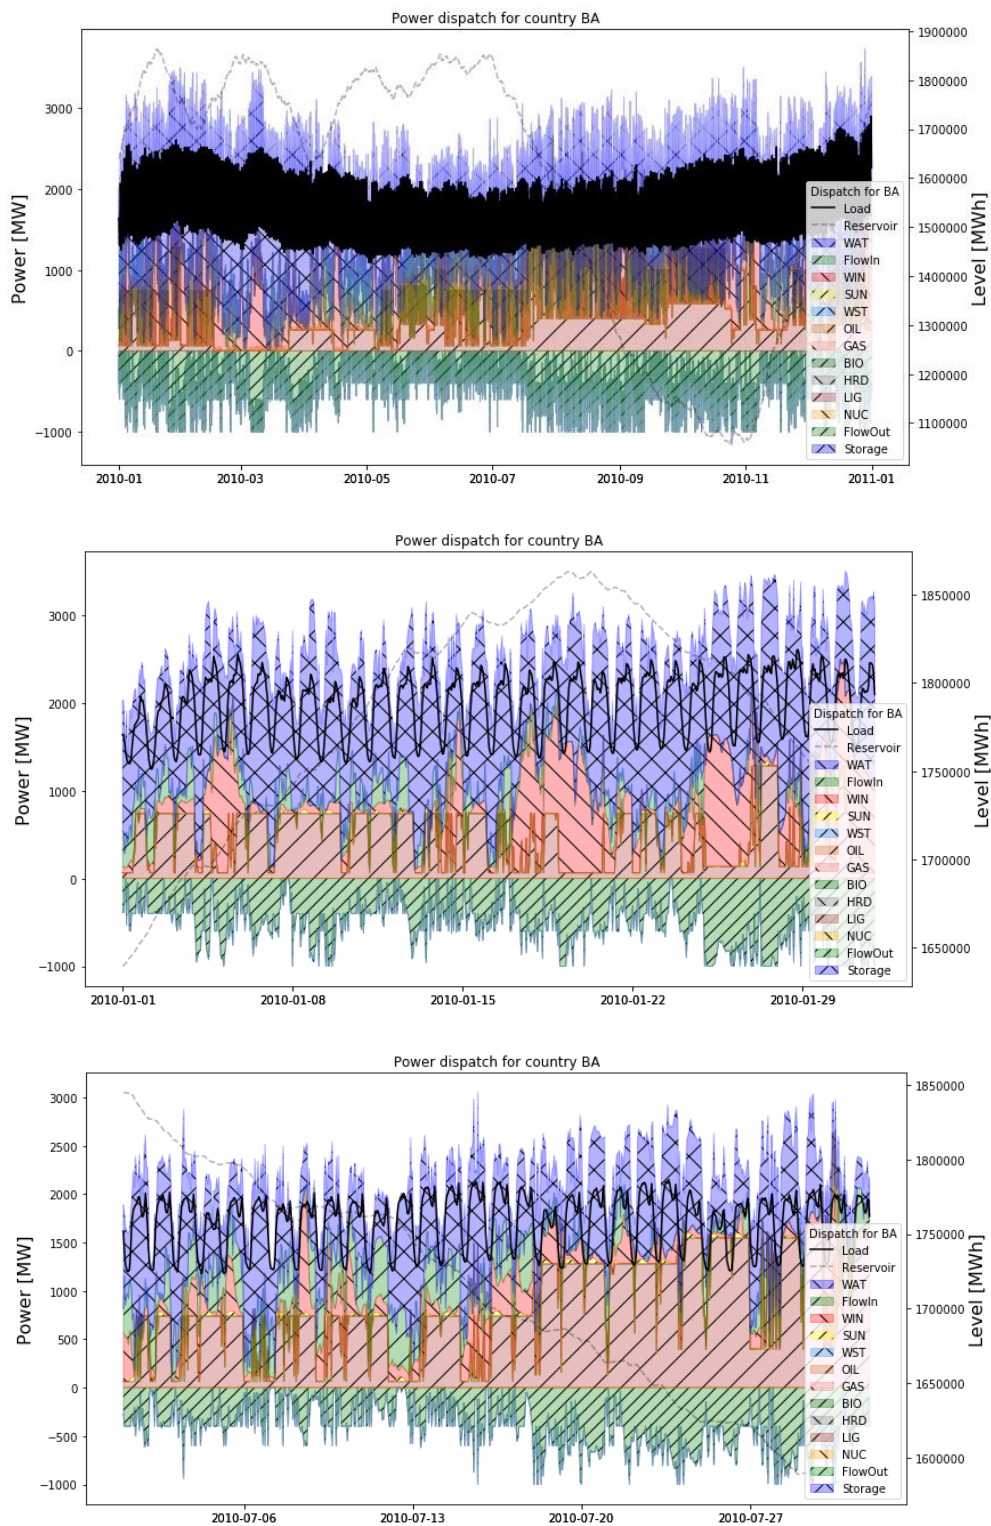 Power dispatch for country BA
Power [MW]
3000
2000
1000
0
−1000
1900000
1800000
1700000
1600000
1500000
1400000
1300000
1200000
1100000
Level [MWh]
Dispatch for BA
Load
Reservoir
WAT
FlowIn
WIN
SUN
WST
OIL
GAS
BIO
HRD
LIG
NUC
FlowOut
Storage
2010-01
2010-03
2010-05
2010-07
2010-09
2010-11
2011-01
Power dispatch for country BA
Power [MW]
3000
2000
1000
0
−1000
1850000
1800000
1750000
1700000
1650000
Level [MWh]
Dispatch for BA
Load
Reservoir
WAT
FlowIn
WIN
SUN
WST
OIL
GAS
BIO
HRD
LIG
NUC
FlowOut
Storage
2010-01-01
2010-01-08
2010-01-15
2010-01-22
2010-01-29
Power dispatch for country BA
Power [MW]
3000
2500
2000
1500
1000
500
0
−500
−1000
1850000
1800000
1750000
1700000
1650000
1600000
Level [MWh]
Dispatch for BA
Load
Reservoir
WAT
FlowIn
WIN
SUN
WST
OIL
GAS
BIO
HRD
LIG
NUC
FlowOut
Storage
2010-07-06
2010-07-13
2010-07-20
2010-07-27